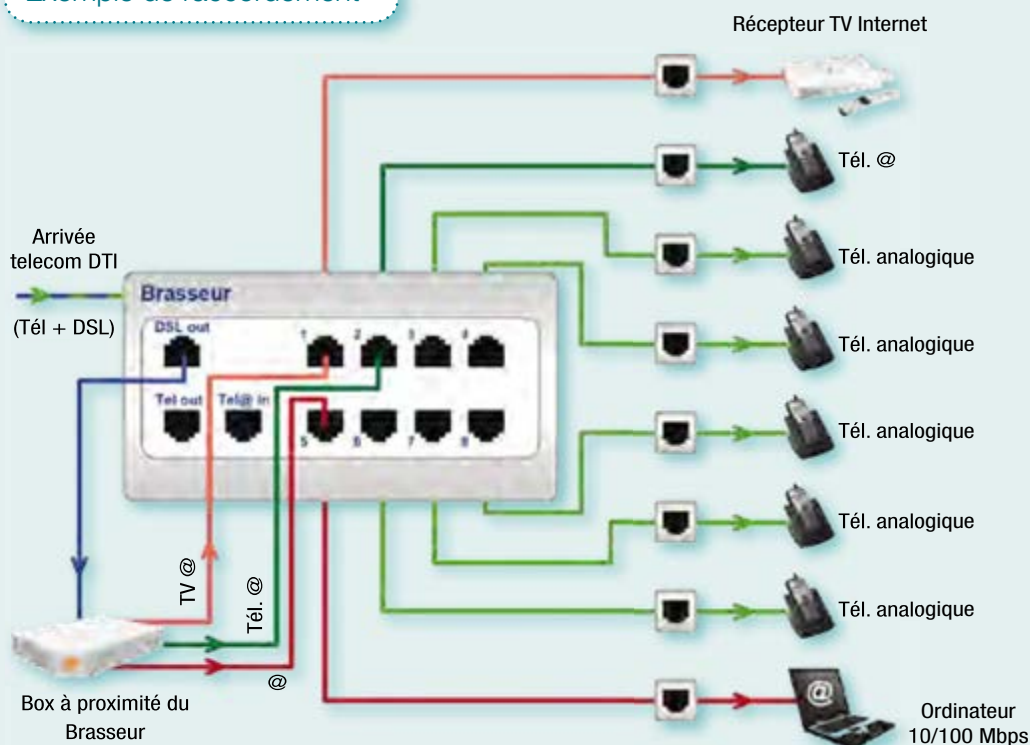 Exemple de raccordement
Récepteur TV Internet
Tél. @
Arrivée
telecom DTI
(Tél + DSL)
Tél. analogique
Brasseur
DSL out
1
2
3
4
Tél. analogique
Tel out
Tel@ in
5
6
7
8
Tél. analogique
Tél. analogique
TV @
Tél. @
@
Tél. analogique
Box à proximité du
Brasseur
@
Ordinateur
10/100 Mbps